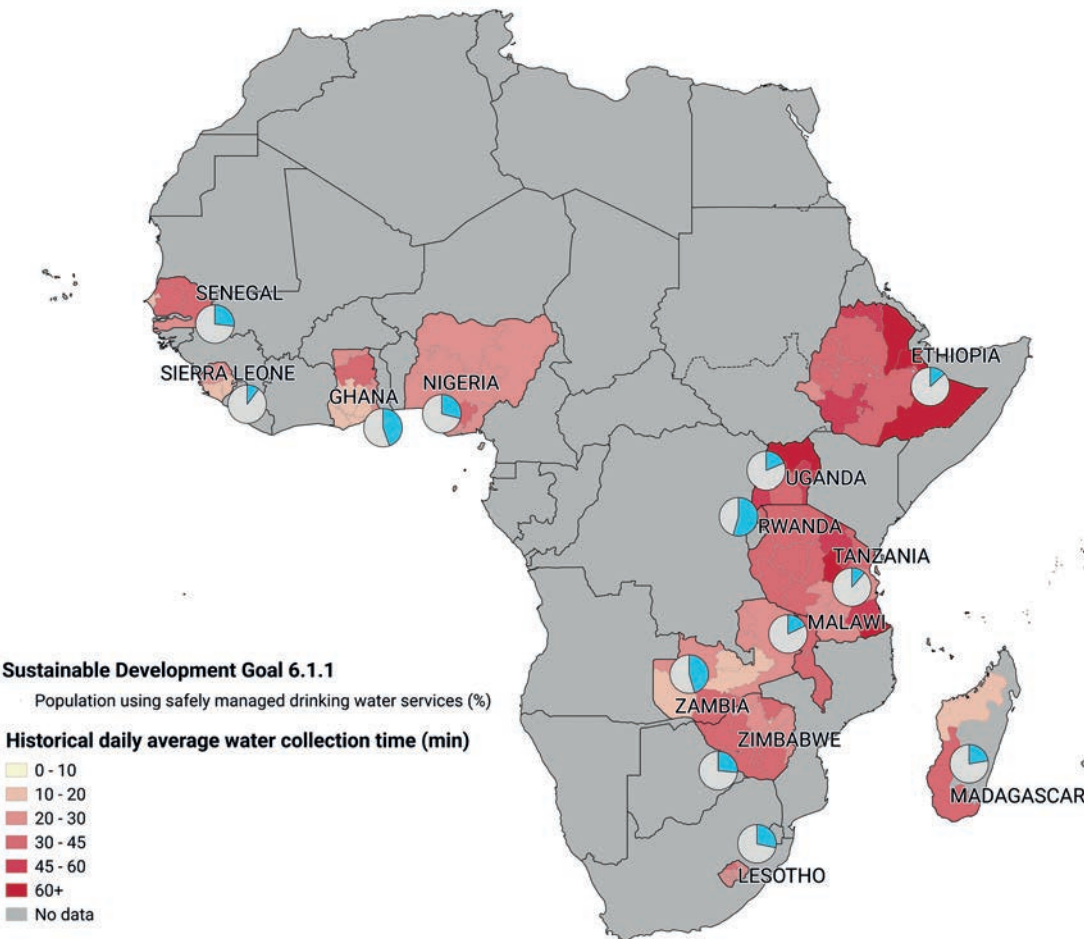 SENEGAL
SIERRA LEONE
GHANA
NIGERIA
ETHIOPIA
UGANDA
RWANDA
TANZANIA
MALAWI
ZAMBIA
ZIMBABWE
MADAGASCAR
LESOTHO
Sustainable Development Goal 6.1.1
Population using safely managed drinking water services (%)
Historical daily average water collection time (min)
0 - 10
10 - 20
20 - 30
30 - 45
45 - 60
60+
No data